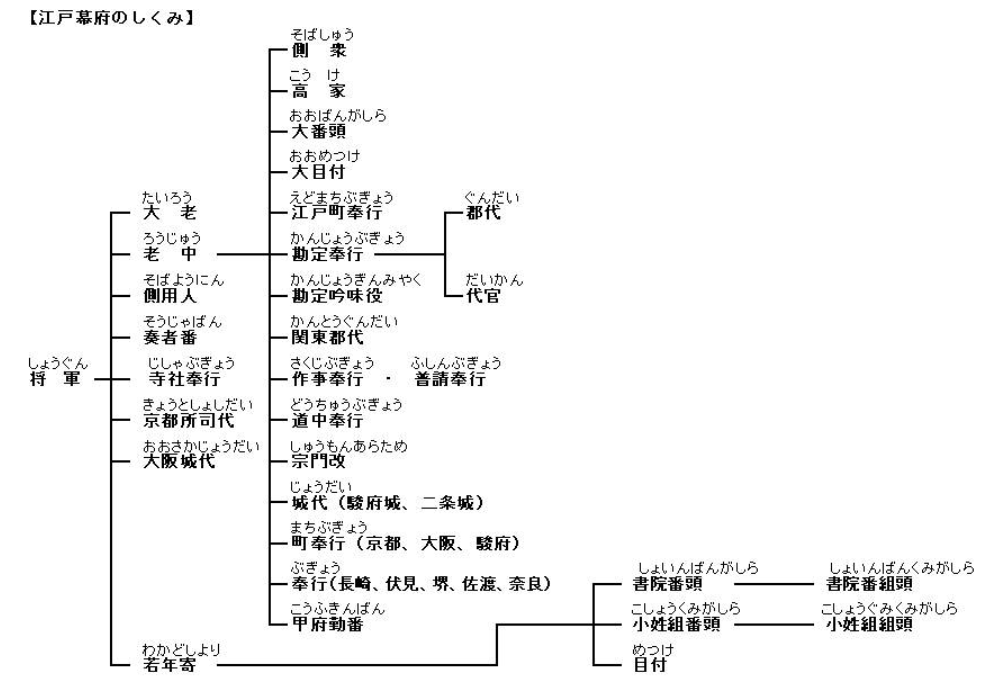 【江戸幕府のしくみ】
そばしゅう
側 衆
こう け
高 家
おおばんがしら
大番頭
おおめつけ
大目付
たいろう えどまちぶぎょう ぐんだい
大 老 江戸町奉行 郡代
ろうじゅう かんじょうぶぎょう
老 中 勘定奉行
そばようにん かんじょうぎんみやく だいかん
側用人 勘定吟味役 代官
そうじゃばん かんとうぐんだい
奏者番 関東郡代
しょうぐん じしゃぶぎょう さくじぶぎょう ふしんぶぎょう
将 軍 寺社奉行 作事奉行 ・普請奉行
きょうとしょしだい どうちゅうぶぎょう
京都所司代 道中奉行
おおさかじょうだい しゅうもんあらため
大阪城代 宗門改
じょうだい
城代(駿府城、二条城)
まちぶぎょう
町奉行(京都、大阪、駿府)
ぶぎょう しょいんばんがしら しょいんばんくみがしら
奉行(長崎、伏見、堺、佐渡、奈良) 書院番頭 書院番組頭
こうふきんばん こしょうくみがしら こしょうぐみくみがしら
甲府勤番 小姓組番頭 小姓組組頭
わかどしより めつけ
若年寄 目付